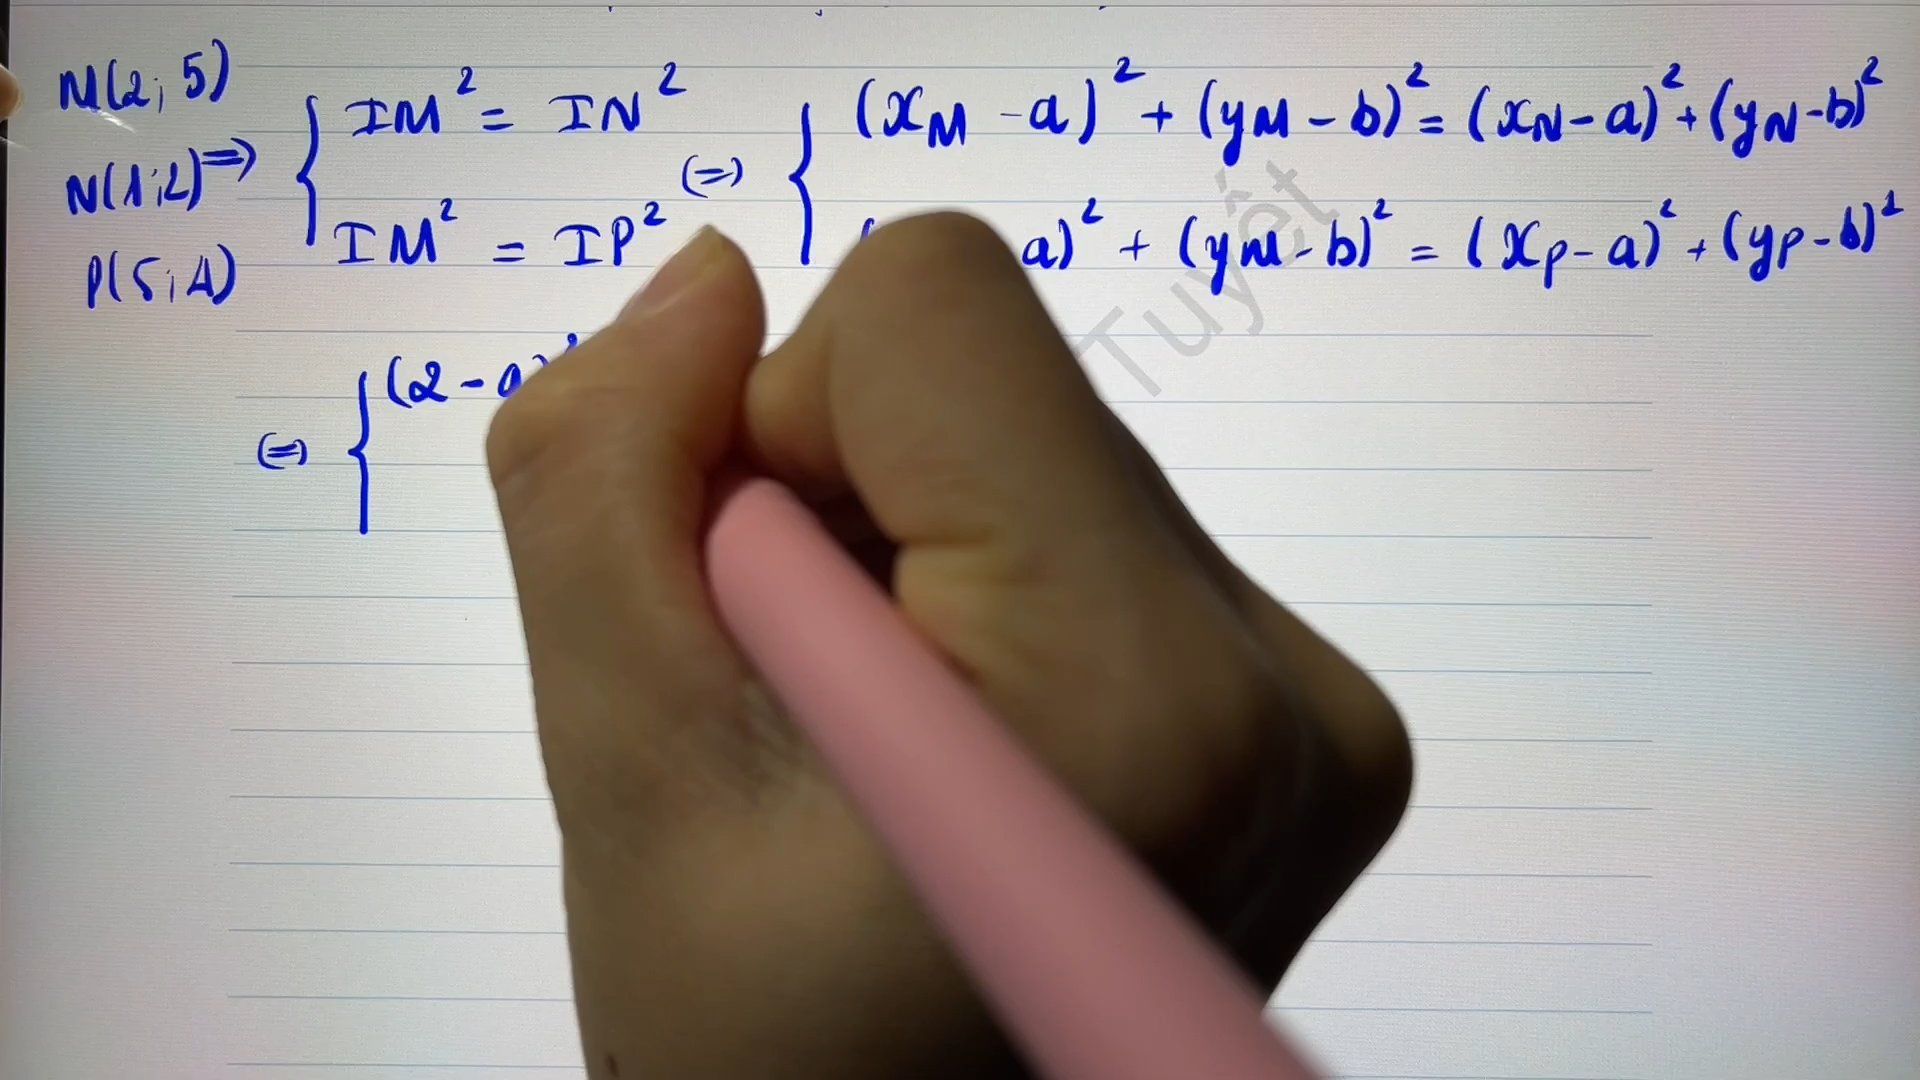 M(2; 5)
N(1; 2) =>
P(5; 4)
{ IM² = IN²
IM² = IP²
(=) { (x_M - a)² + (y_M - b)² = (x_N - a)² + (y_N - b)²
a)² + (y_M - b)² = (x_P - a)² + (y_P - b)²
(=) { (2 - a)²
Tuyết